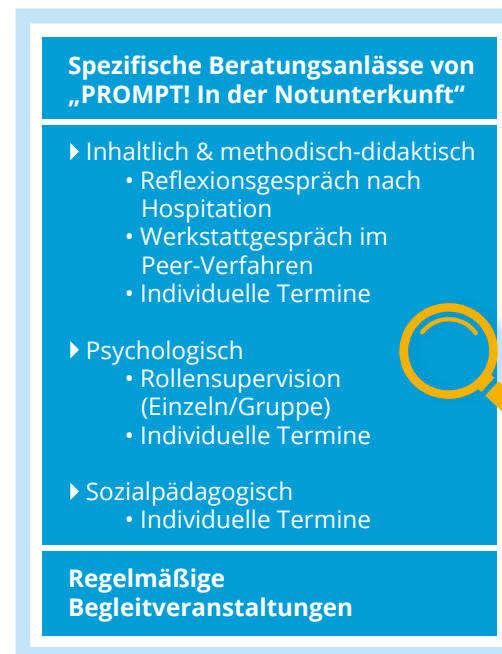 Spezifische Beratungsanlässe von
„PROMPT! In der Notunterkunft“
Inhaltlich & methodisch-didaktisch
• Reflexionsgespräch nach
Hospitation
• Werkstattgespräch im
Peer-Verfahren
• Individuelle Termine
Psychologisch
• Rollensupervision
(Einzeln/Gruppe)
• Individuelle Termine
Sozialpädagogisch
• Individuelle Termine
Regelmäßige
Begleitveranstaltungen